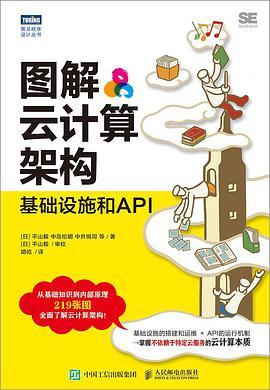 TURING
图灵程序
设计丛书
SE
SHOEISHA
图解
云计算
架构
基础设施和API
[日] 平山毅 中岛伦明 中井悦司 等 / 著
[日] 平山毅 / 审校
胡屹 / 译
从基础知识到内部原理
219张图
全面了解云计算架构!
基础设施的搭建和运维 + API的运行机制
→掌握不依赖于特定云服务的云计算本质
中国工信出版集团
人民邮电出版社
POSTS & TELECOM PRESS